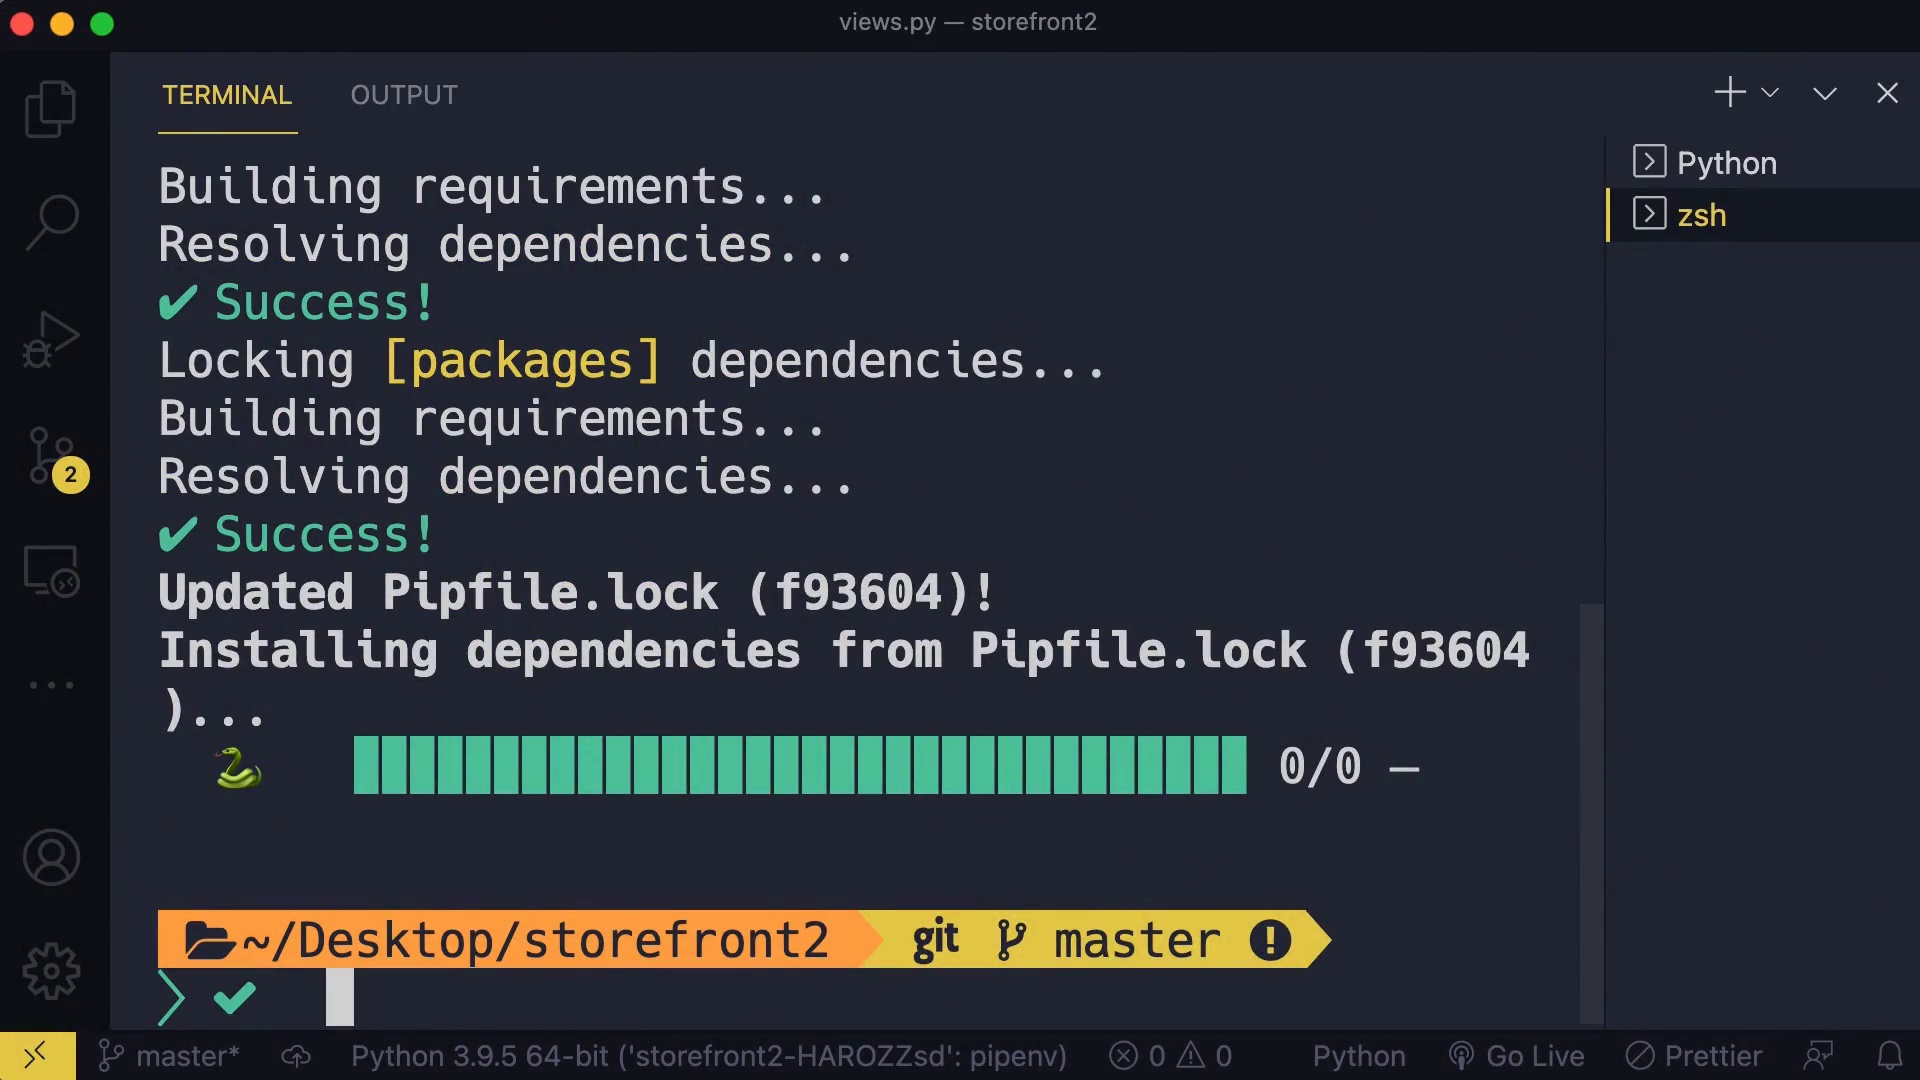 views.py — storefront2
TERMINAL OUTPUT
Building requirements...
Resolving dependencies...
✔ Success!
Locking [packages] dependencies...
Building requirements...
Resolving dependencies...
✔ Success!
Updated Pipfile.lock (f93604)!
Installing dependencies from Pipfile.lock (f93604
)...
🐍 0/0 —
~/Desktop/storefront2 git master
Python
zsh
2
master* Python 3.9.5 64-bit ('storefront2-HAROZZsd': pipenv) 0 0 Python Go Live Prettier